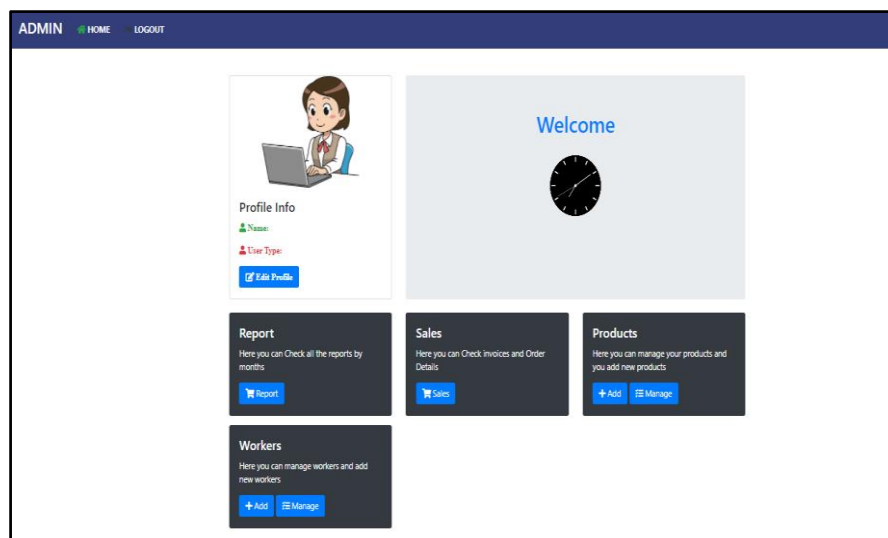 ADMIN HOME LOGOUT
Welcome
Profile Info
Name:
User Type:
Edit Profile
Report
Here you can Check all the reports by
months
Report
Sales
Here you can Check invoices and Order
Details
Sales
Products
Here you can manage your products and
you add new products
Add Manage
Workers
Here you can manage workers and add
new workers
Add Manage